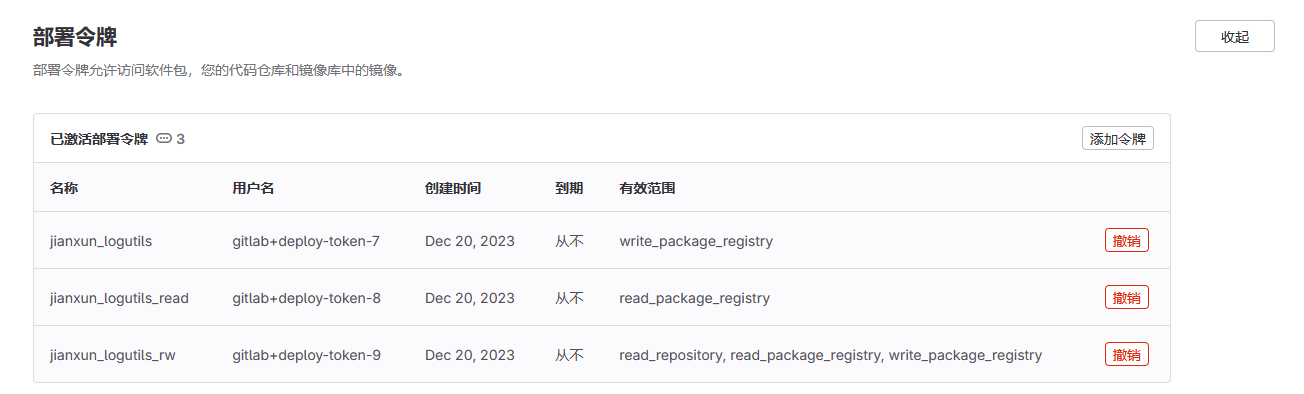 部署令牌
收起
部署令牌允许访问软件包，您的代码仓库和镜像库中的镜像。
已激活部署令牌 3
添加令牌
名称 用户名 创建时间 到期 有效范围
jianxun_logutils gitlab+deploy-token-7 Dec 20, 2023 从不 write_package_registry 撤销
jianxun_logutils_read gitlab+deploy-token-8 Dec 20, 2023 从不 read_package_registry 撤销
jianxun_logutils_rw gitlab+deploy-token-9 Dec 20, 2023 从不 read_repository, read_package_registry, write_package_registry 撤销